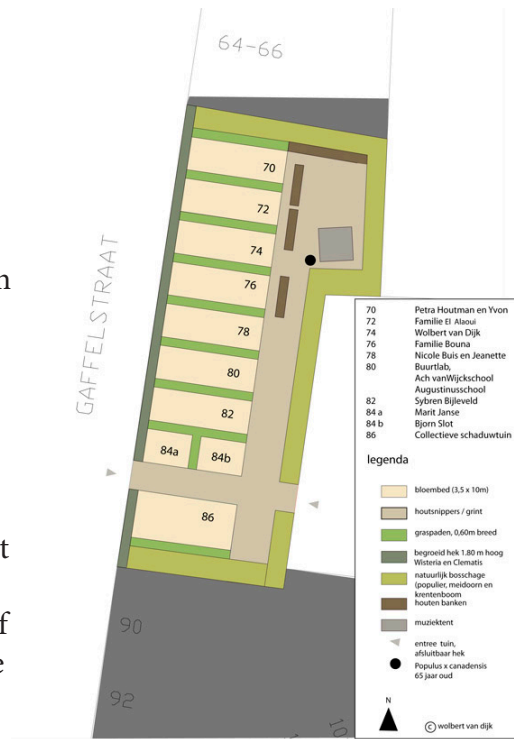 64-66
GAFFELSTRAAT
70
72
74
76
78
80
82
84a
84b
86
90
92
10
70 Petra Houtman en Yvon
72 Familie El Alaoui
74 Wolbert van Dijk
76 Familie Bouna
78 Nicole Buis en Jeanette
80 Buurtlab,
Ach vanWijckschool
Augustinusschool
82 Sybren Bijleveld
84 a Marit Janse
84 b Bjorn Slot
86 Collectieve schaduwtuin
legenda
bloembed (3,5 x 10m)
houtsnippers / grint
graspaden, 0,60m breed
begroeid hek 1.80 m hoog
Wisteria en Clematis
natuurlijk bosschage
(populier, meidoorn en
krentenboom
houten banken
muziektent
entree tuin,
afsluitbar hek
Populus x canadensis
65 jaar oud
N
© wolbert van dijk